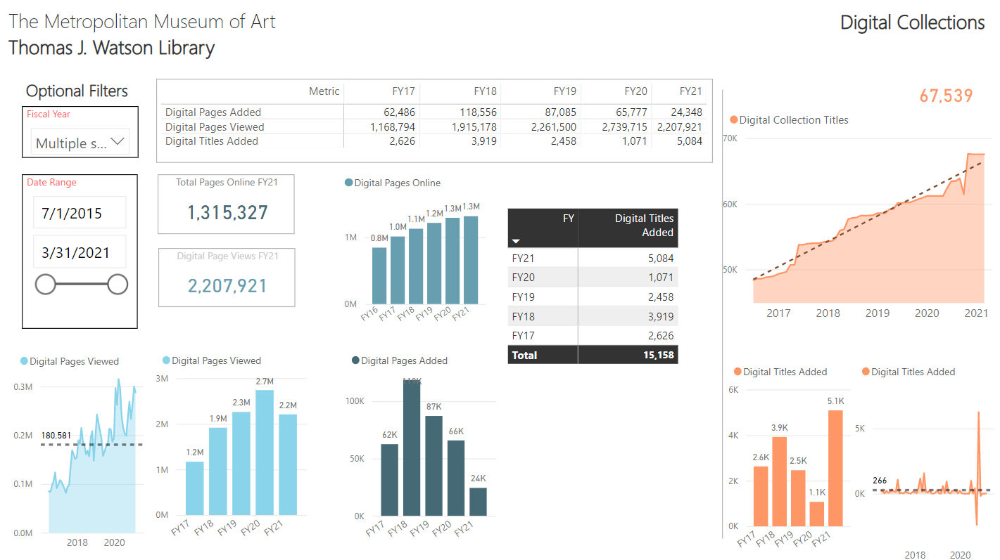 The Metropolitan Museum of Art
Thomas J. Watson Library
Digital Collections
Optional Filters
Fiscal Year
Multiple s...
Date Range
7/1/2015
3/31/2021
Metric FY17 FY18 FY19 FY20 FY21
Digital Pages Added 62,486 118,556 87,085 65,777 24,348
Digital Pages Viewed 1,168,794 1,915,178 2,261,500 2,739,715 2,207,921
Digital Titles Added 2,626 3,919 2,458 1,071 5,084
Total Pages Online FY21
1,315,327
Digital Page Views FY21
2,207,921
Digital Pages Online
1M
0M
0.8M 1.0M 1.1M 1.2M 1.3M 1.3M
FY16 FY17 FY18 FY19 FY20 FY21
FY Digital Titles Added
FY21 5,084
FY20 1,071
FY19 2,458
FY18 3,919
FY17 2,626
Total 15,158
67,539
Digital Collection Titles
70K
60K
50K
2017 2018 2019 2020 2021
Digital Pages Viewed
0.3M
0.2M
0.1M
0.0M
180,581
2018 2020
Digital Pages Viewed
3M
2M
1M
0M
1.2M 1.9M 2.3M 2.7M 2.2M
FY17 FY18 FY19 FY20 FY21
Digital Pages Added
100K
50K
0K
62K 119K 87K 66K 24K
FY17 FY18 FY19 FY20 FY21
Digital Titles Added
6K
4K
2K
0K
2.6K 3.9K 2.5K 1.1K 5.1K
FY17 FY18 FY19 FY20 FY21
Digital Titles Added
5K
0K
266
2018 2020